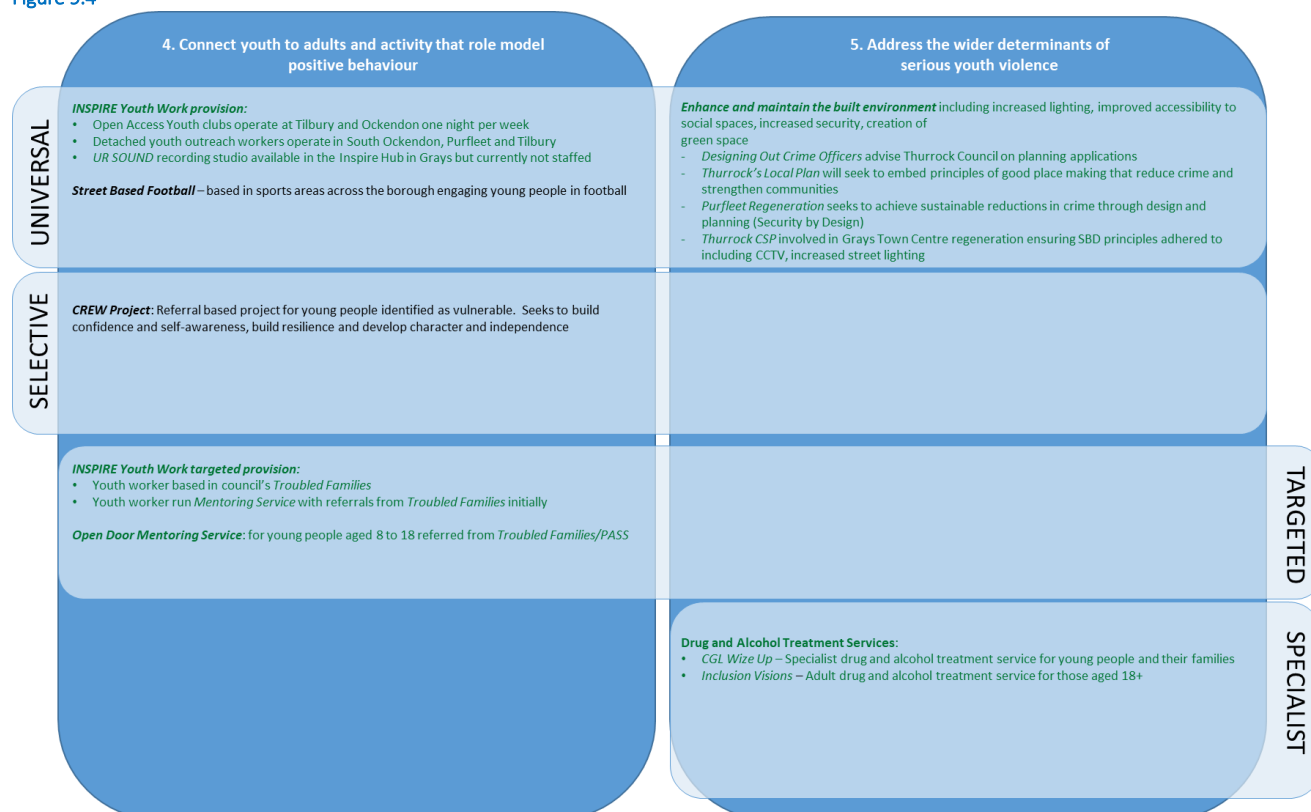 Figure 5.4
4. Connect youth to adults and activity that role model
positive behaviour
5. Address the wider determinants of
serious youth violence
UNIVERSAL
INSPIRE Youth Work provision:
• Open Access Youth clubs operate at Tilbury and Ockendon one night per week
• Detached youth outreach workers operate in South Ockendon, Purfleet and Tilbury
• UR SOUND recording studio available in the Inspire Hub in Grays but currently not staffed
Street Based Football – based in sports areas across the borough engaging young people in football
Enhance and maintain the built environment including increased lighting, improved accessibility to
social spaces, increased security, creation of
green space
- Designing Out Crime Officers advise Thurrock Council on planning applications
- Thurrock's Local Plan will seek to embed principles of good place making that reduce crime and
strengthen communities
- Purfleet Regeneration seeks to achieve sustainable reductions in crime through design and
planning (Security by Design)
- Thurrock CSP involved in Grays Town Centre regeneration ensuring SBD principles adhered to
including CCTV, increased street lighting
SELECTIVE
CREW Project: Referral based project for young people identified as vulnerable. Seeks to build
confidence and self-awareness, build resilience and develop character and independence
INSPIRE Youth Work targeted provision:
• Youth worker based in council's Troubled Families
• Youth worker run Mentoring Service with referrals from Troubled Families initially
Open Door Mentoring Service: for young people aged 8 to 18 referred from Troubled Families/PASS
TARGETED
Drug and Alcohol Treatment Services:
• CGL Wize Up – Specialist drug and alcohol treatment service for young people and their families
• Inclusion Visions – Adult drug and alcohol treatment service for those aged 18+
SPECIALIST